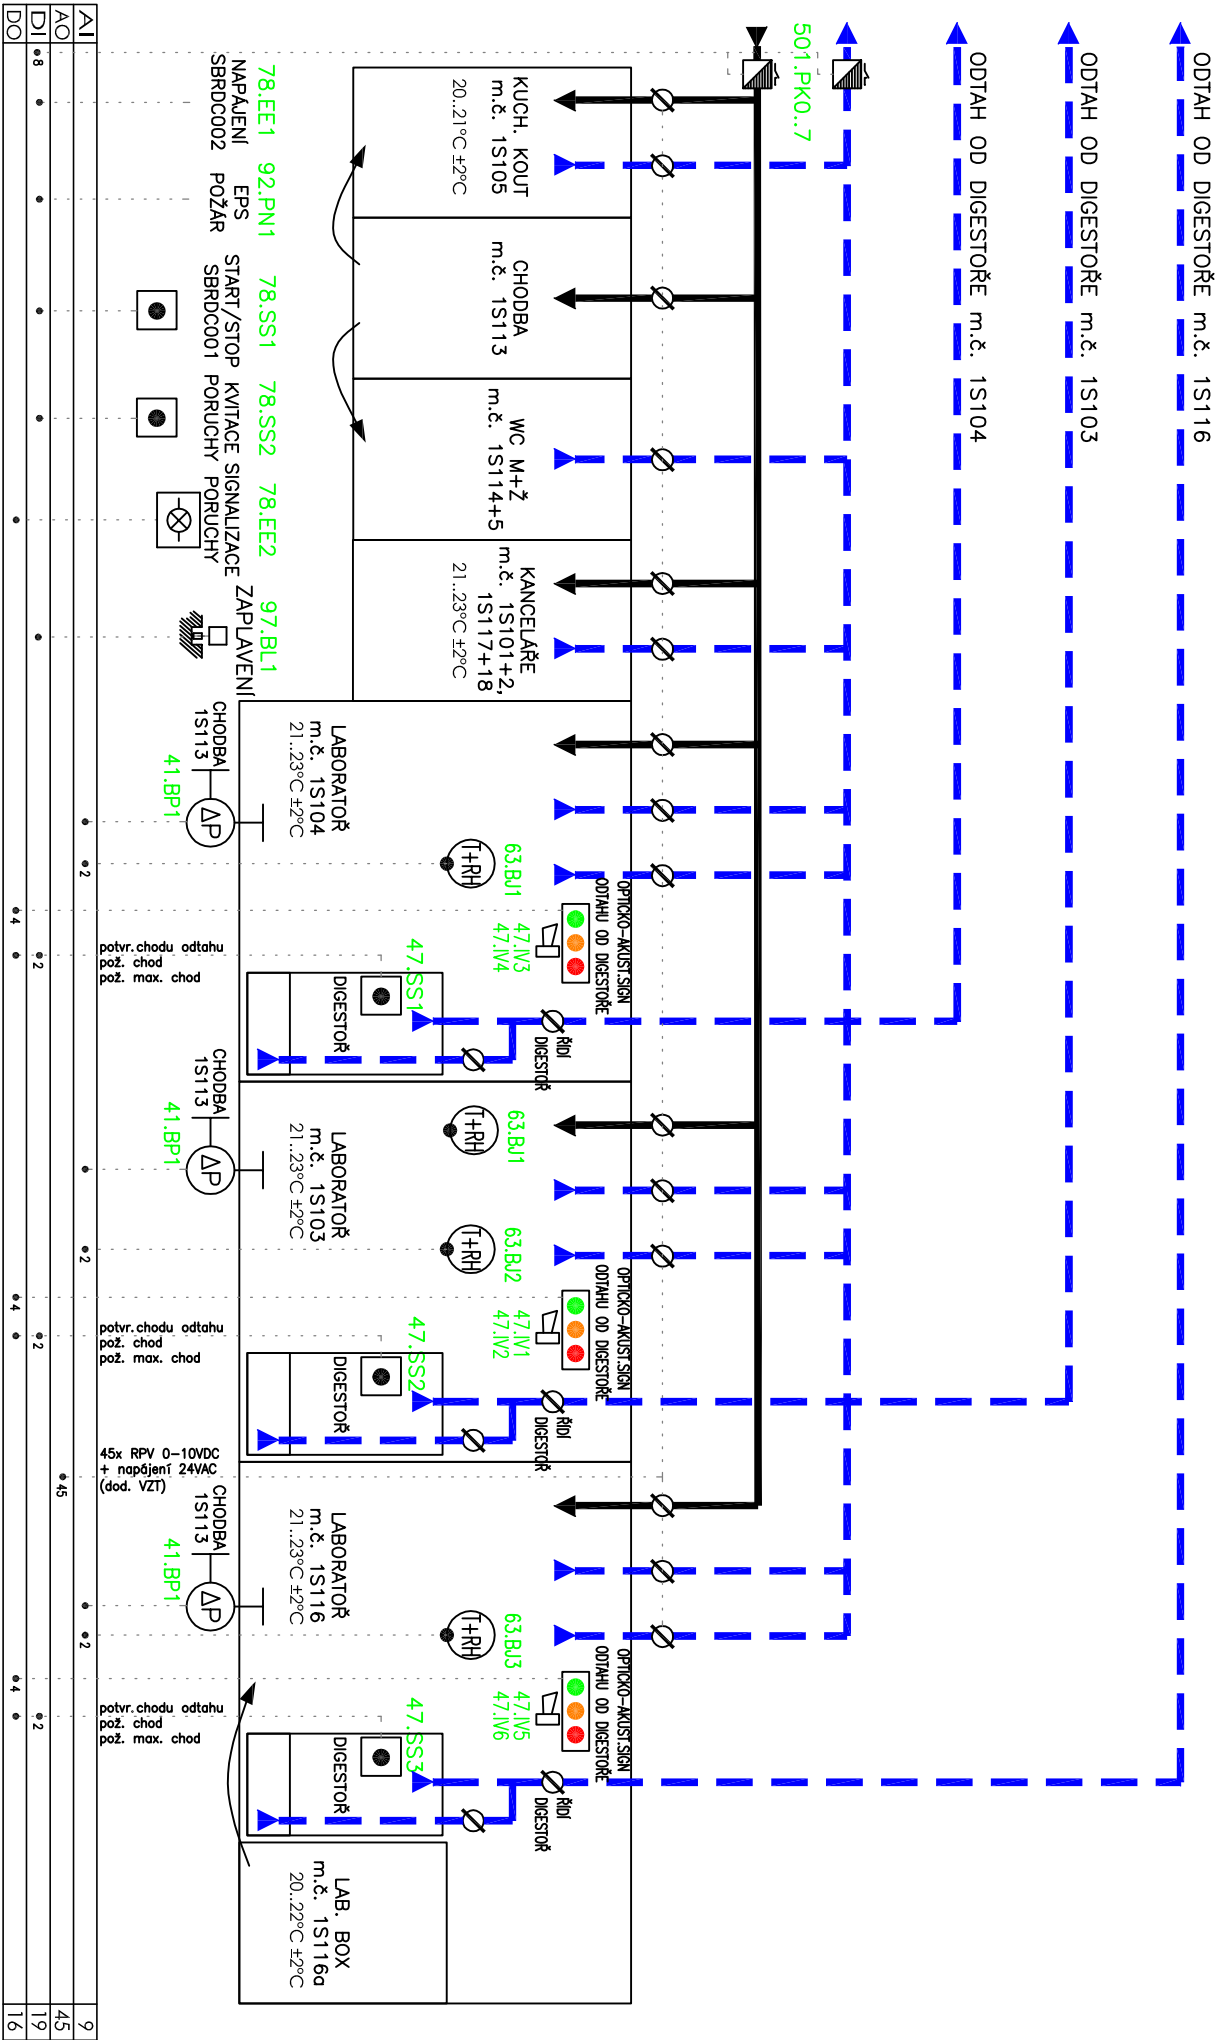 ODTAH OD DIGESTOŘE m.č. 1S116
ODTAH OD DIGESTOŘE m.č. 1S103
ODTAH OD DIGESTOŘE m.č. 1S104
501.PK0..7
KUCH. KOUT
m.č. 1S105
20..21°C ±2°C
CHODBA
m.č. 1S113
WC M+Ž
m.č. 1S114+5
KANCELÁŘE
m.č. 1S101+2,
1S117+18
21..23°C ±2°C
OPTICKO-AKUST.SIGN
ODTAHU OD DIGESTOŘE
63.BJ1
47.IV3
47.IV4
T+RH
ŘÍDÍ
DIGESTOŘ
47.SS1
DIGESTOŘ
LABORATOŘ
m.č. 1S104
21..23°C ±2°C
OPTICKO-AKUST.SIGN
ODTAHU OD DIGESTOŘE
63.BJ1
63.BJ2
47.IV1
47.IV2
T+RH
T+RH
ŘÍDÍ
DIGESTOŘ
47.SS2
DIGESTOŘ
LABORATOŘ
m.č. 1S103
21..23°C ±2°C
OPTICKO-AKUST.SIGN
ODTAHU OD DIGESTOŘE
63.BJ3
47.IV5
47.IV6
T+RH
ŘÍDÍ
DIGESTOŘ
47.SS3
DIGESTOŘ
LABORATOŘ
m.č. 1S116
21..23°C ±2°C
LAB. BOX
m.č. 1S116a
20..22°C ±2°C
78.EE1
NAPÁJENÍ
SBRDC002
92.PN1
EPS
POŽÁR
78.SS1
START/STOP
SBRDC001
78.SS2
KVITACE
PORUCHY
78.EE2
SIGNALIZACE
PORUCHY
97.BL1
ZAPLAVENÍ
CHODBA
1S113
ΔP
41.BP1
potvr.chodu odtahu
pož. chod
pož. max. chod
CHODBA
1S113
ΔP
41.BP1
potvr.chodu odtahu
pož. chod
pož. max. chod
45x RPV 0-10VDC
+ napájení 24VAC
(dod. VZT)
CHODBA
1S113
ΔP
41.BP1
potvr.chodu odtahu
pož. chod
pož. max. chod
AI 2 2 2 9
AO 45 45
DI 8 2 2 2 19
DO 4 4 4 16